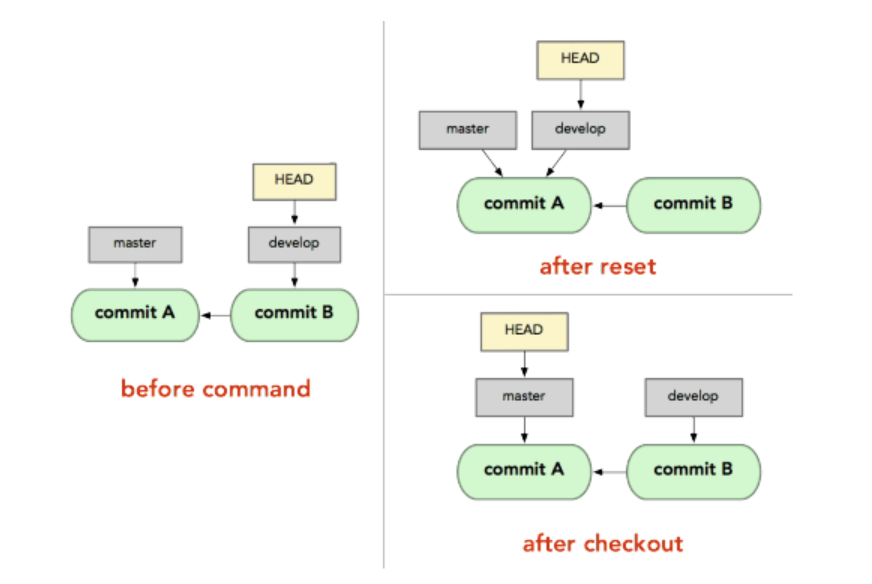 HEAD
master
develop
commit A
commit B
before command
HEAD
master
develop
commit A
commit B
after reset
HEAD
master
develop
commit A
commit B
after checkout